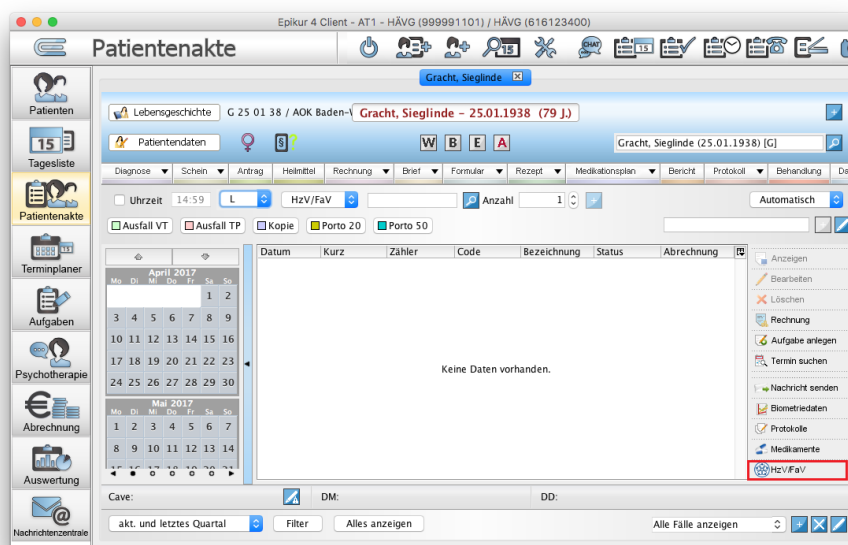 Epikur 4 Client - AT1 - HÄVG (999991101) / HÄVG (616123400)
Patientenakte
CHAT
15
15
Gracht, Sieglinde
Patienten
Lebensgeschichte G 25 01 38 / AOK Baden-
Gracht, Sieglinde - 25.01.1938 (79 J.)
Patientendaten § ? W B E A Gracht, Sieglinde (25.01.1938) [G]
15
Tagesliste
Diagnose Schein Antrag Heilmittel Rechnung Brief Formular Rezept Medikationsplan Bericht Protokoll Behandlung Da
Uhrzeit 14:59 L HzV/FaV Anzahl 1 Automatisch
Patientenakte
Ausfall VT Ausfall TP Kopie Porto 20 Porto 50
Terminplaner
Datum Kurz Zähler Code Bezeichnung Status Abrechnung
Keine Daten vorhanden.
April 2017
Mo Di Mi Do Fr Sa So
1 2
3 4 5 6 7 8 9
10 11 12 13 14 15 16
17 18 19 20 21 22 23
24 25 26 27 28 29 30
Mai 2017
Mo Di Mi Do Fr Sa So
1 2 3 4 5 6 7
8 9 10 11 12 13 14
Anzeigen
Bearbeiten
Löschen
Rechnung
Aufgabe anlegen
Termin suchen
Nachricht senden
Biometriedaten
Protokolle
Medikamente
HzV/FaV
Aufgaben
Psychotherapie
Abrechnung
Auswertung
Nachrichtenzentrale
Cave: DM: DD:
akt. und letztes Quartal Filter Alles anzeigen Alle Fälle anzeigen